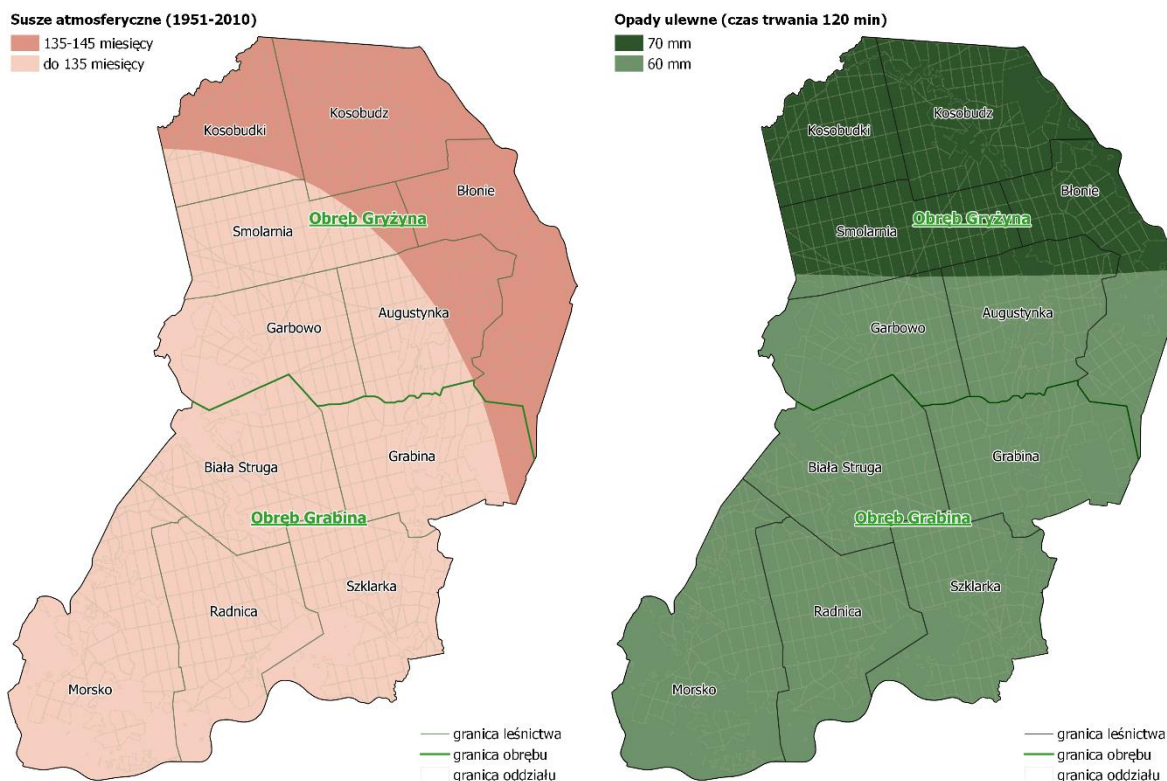 Susze atmosferyczne (1951-2010)
135-145 miesięcy
do 135 miesięcy
Kosobudz
Kosobudki
Błonie
Obręb Gryżyna
Smolarnia
Augustynka
Garbowo
Grabina
Biała Struga
Obręb Grabina
Szklarka
Radnica
Morsko
granica leśnictwa
granica obrębu
granica oddziału
Opady ulewne (czas trwania 120 min)
70 mm
60 mm
Kosobudz
Kosobudki
Błonie
Obręb Gryżyna
Smolarnia
Augustynka
Garbowo
Grabina
Biała Struga
Obręb Grabina
Szklarka
Radnica
Morsko
granica leśnictwa
granica obrębu
granica oddziału